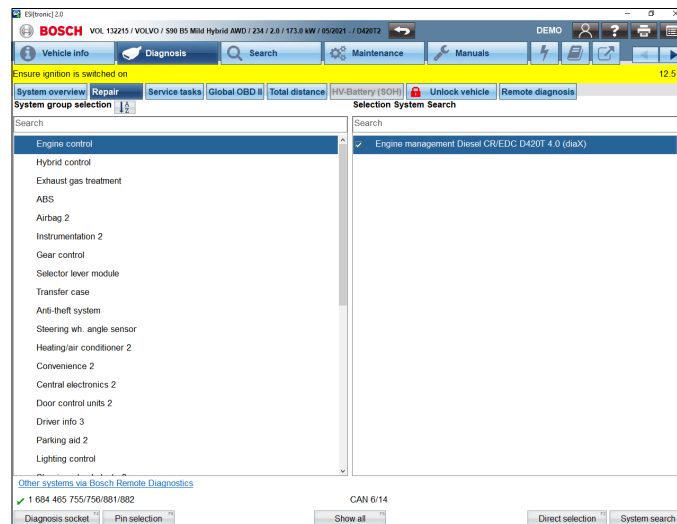 ESI[tronic] 2.0
BOSCH VOL 132215 / VOLVO / S90 B5 Mild Hybrid AWD / 234 / 2.0 / 173.0 kW / 05/2021 - / D420T2 DEMO ?
Vehicle info Diagnosis Search Maintenance Manuals
Ensure ignition is switched on 12.5
System overview Repair Service tasks Global OBD II Total distance HV-Battery (SOH) Unlock vehicle Remote diagnosis
System group selection Selection System Search
Search Search
Engine control Engine management Diesel CR/EDC D420T 4.0 (diaX)
Hybrid control
Exhaust gas treatment
ABS
Airbag 2
Instrumentation 2
Gear control
Selector lever module
Transfer case
Anti-theft system
Steering wh. angle sensor
Heating/air conditioner 2
Convenience 2
Central electronics 2
Door control units 2
Driver info 3
Parking aid 2
Lighting control
Other systems via Bosch Remote Diagnostics
1 684 465 755/756/881/882 CAN 6/14
Diagnosis socket Pin selection Show all Direct selection System search